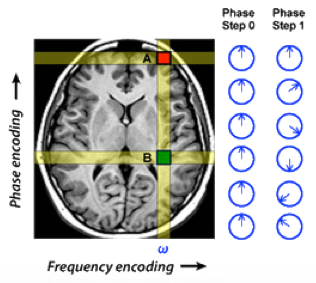 Phase Phase
Step 0 Step 1
A
Phase encoding
B
ω
Frequency encoding